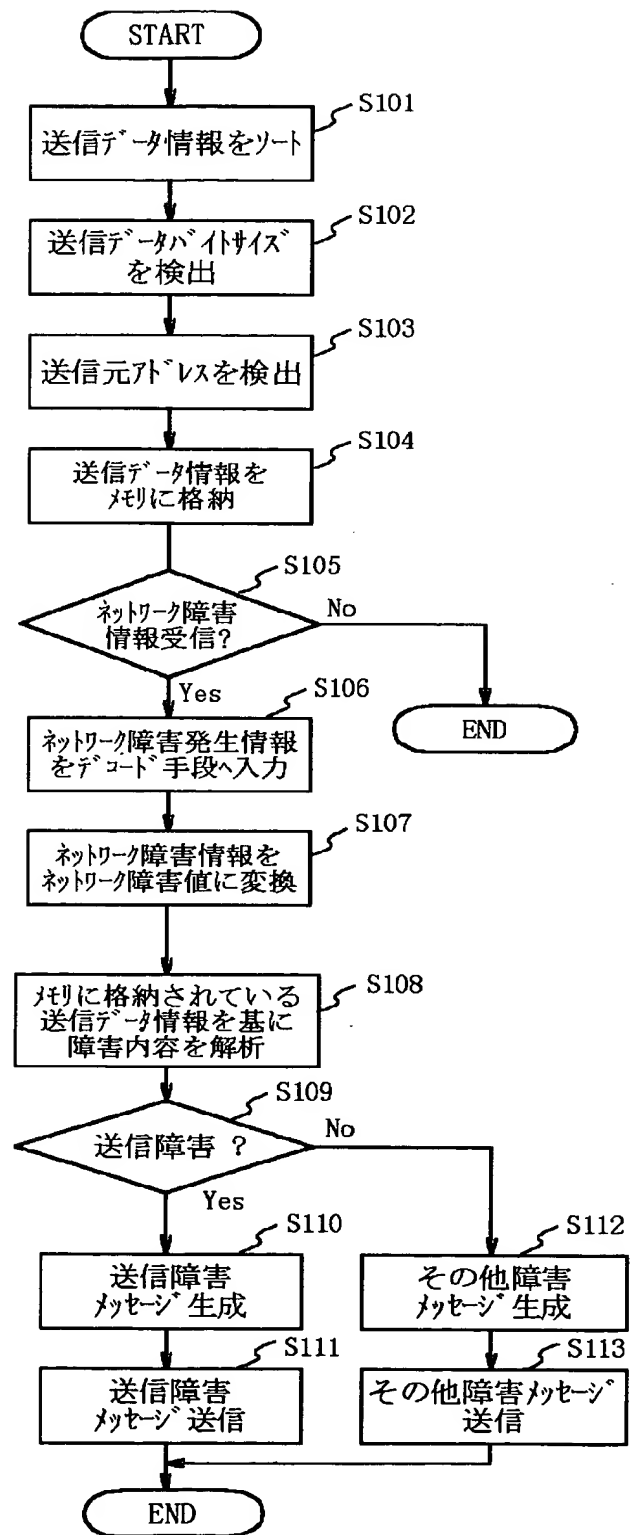 START
S101
送信ﾃﾞｰﾀ情報をｿｰﾄ
S102
送信ﾃﾞｰﾀﾊﾞｲﾄｻｲｽﾞ
を検出
S103
送信元ｱﾄﾞﾚｽを検出
S104
送信ﾃﾞｰﾀ情報を
ﾒﾓﾘに格納
S105
ﾈｯﾄﾜｰｸ障害
情報受信?
No
Yes
END
S106
ﾈｯﾄﾜｰｸ障害発生情報
をﾃﾞｺｰﾄﾞ手段へ入力
S107
ﾈｯﾄﾜｰｸ障害情報を
ﾈｯﾄﾜｰｸ障害値に変換
S108
ﾒﾓﾘに格納されている
送信ﾃﾞｰﾀ情報を基に
障害内容を解析
S109
送信障害 ?
No
Yes
S110
送信障害
ﾒｯｾｰｼﾞ生成
S112
その他障害
ﾒｯｾｰｼﾞ生成
S111
送信障害
ﾒｯｾｰｼﾞ送信
S113
その他障害ﾒｯｾｰｼﾞ
送信
END